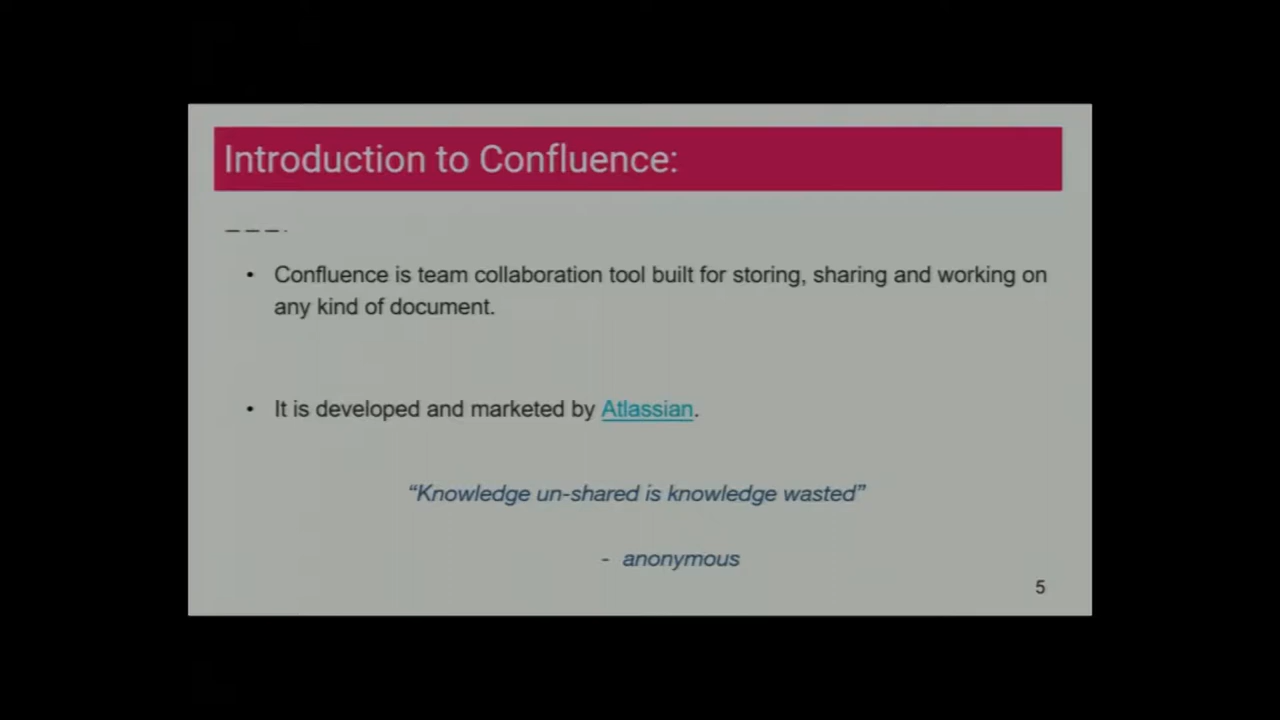 Introduction to Confluence:
• Confluence is team collaboration tool built for storing, sharing and working on
any kind of document.
• It is developed and marketed by Atlassian.
“Knowledge un-shared is knowledge wasted”
- anonymous
5